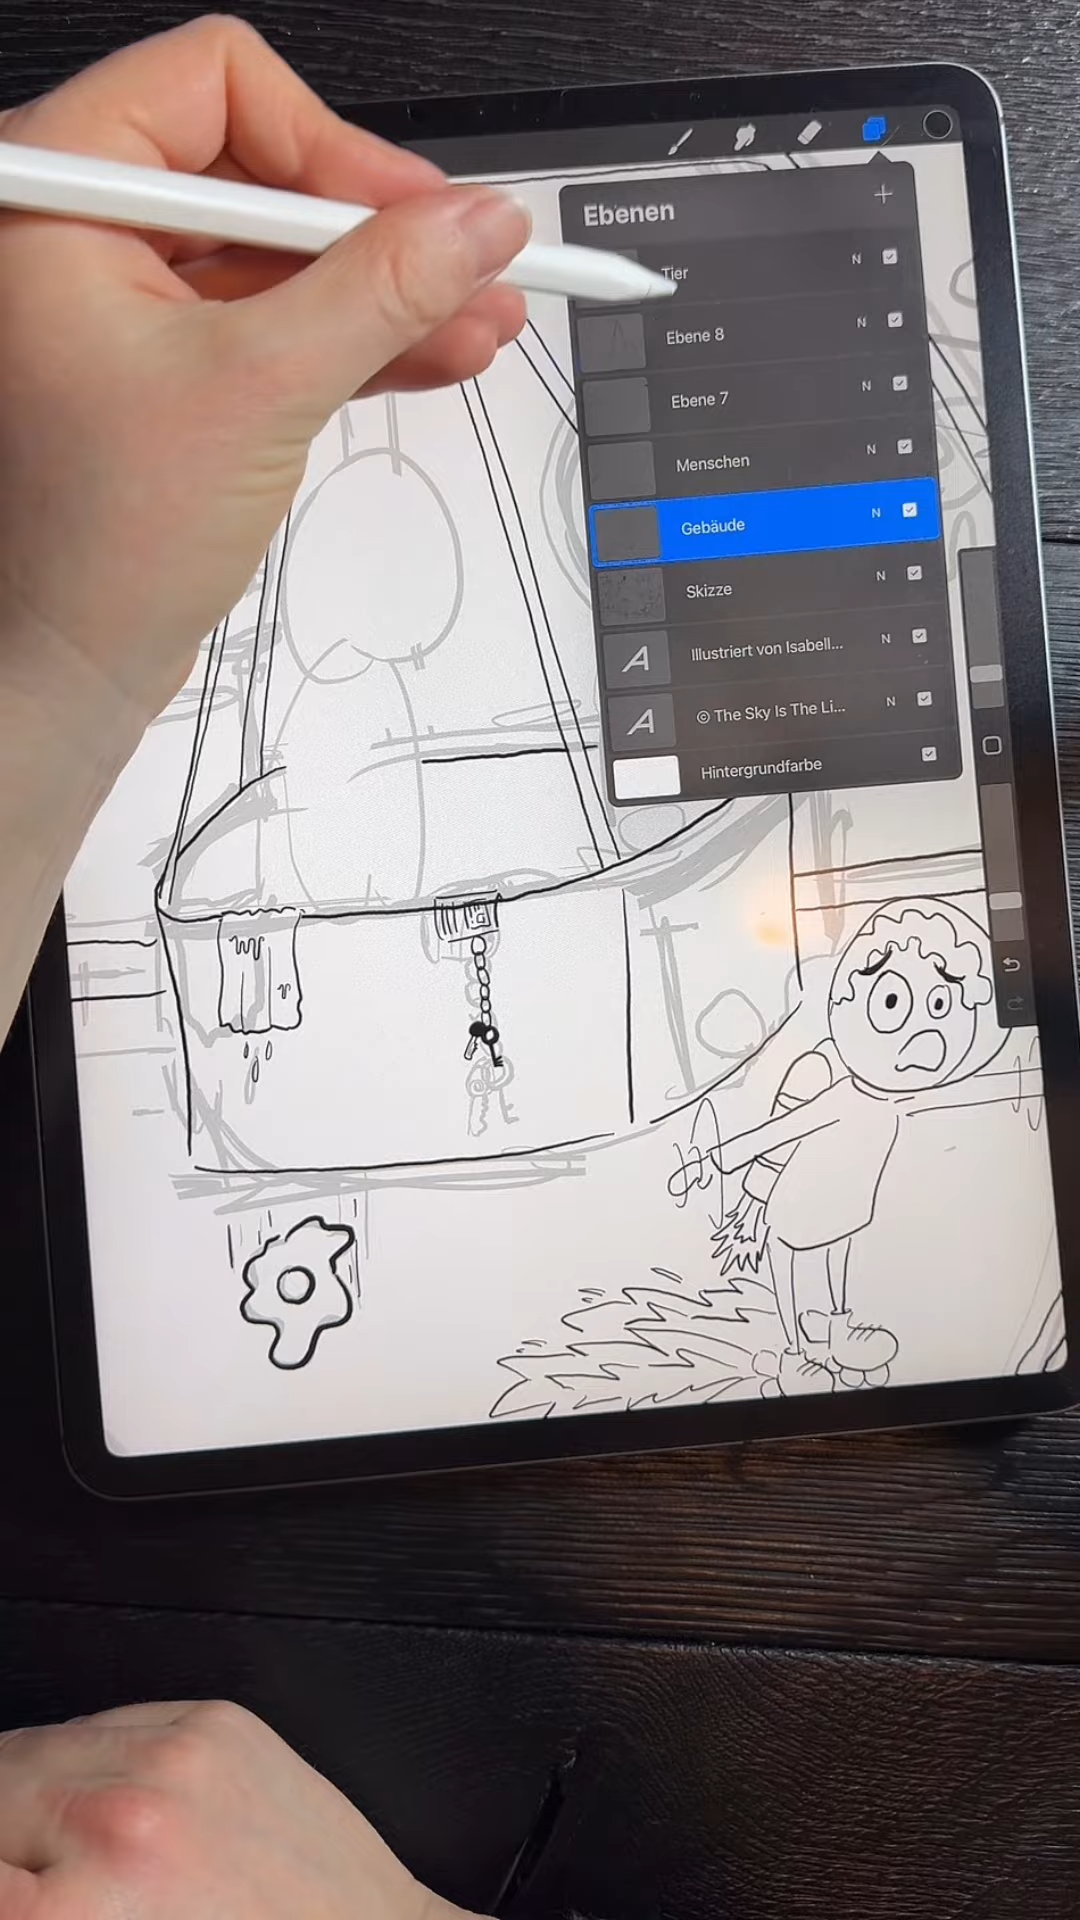 Ebenen
Tier N
Ebene 8 N
Ebene 7 N
Menschen N
Gebäude N
Skizze N
A Illustriert von Isabell... N
A © The Sky Is The Li... N
Hintergrundfarbe